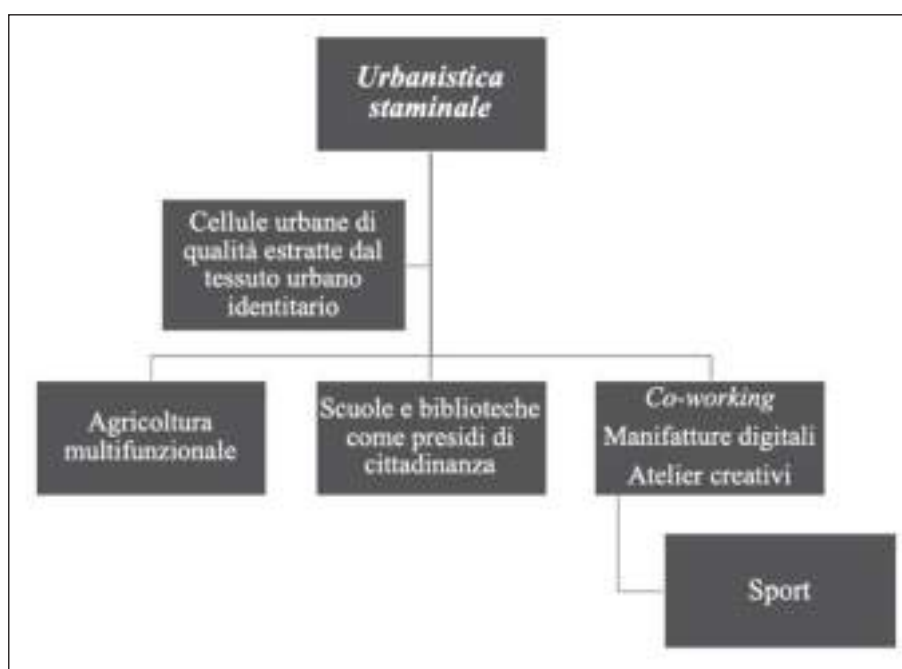 Urbanistica
staminale
Cellule urbane di
qualità estratte dal
tessuto urbano
identitario
Agricoltura
multifunzionale
Scuole e biblioteche
come presidi di
cittadinanza
Co-working
Manifatture digitali
Atelier creativi
Sport